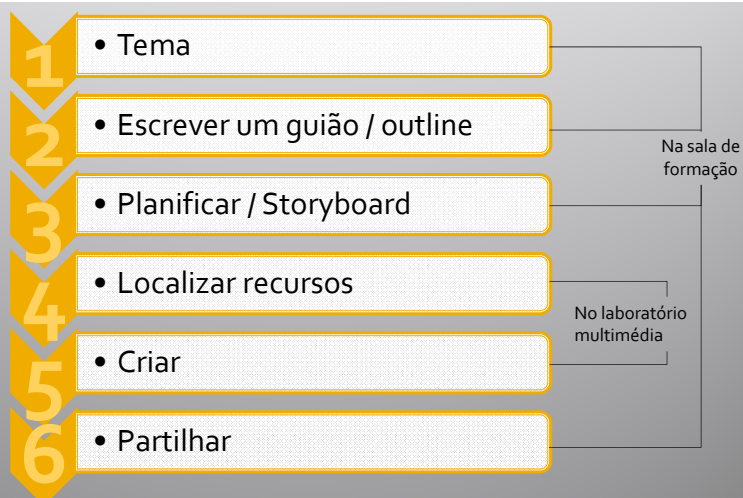 1
• Tema
2
• Escrever um guião / outline
Na sala de
formação
3
• Planificar / Storyboard
4
• Localizar recursos
No laboratório
multimédia
5
• Criar
6
• Partilhar